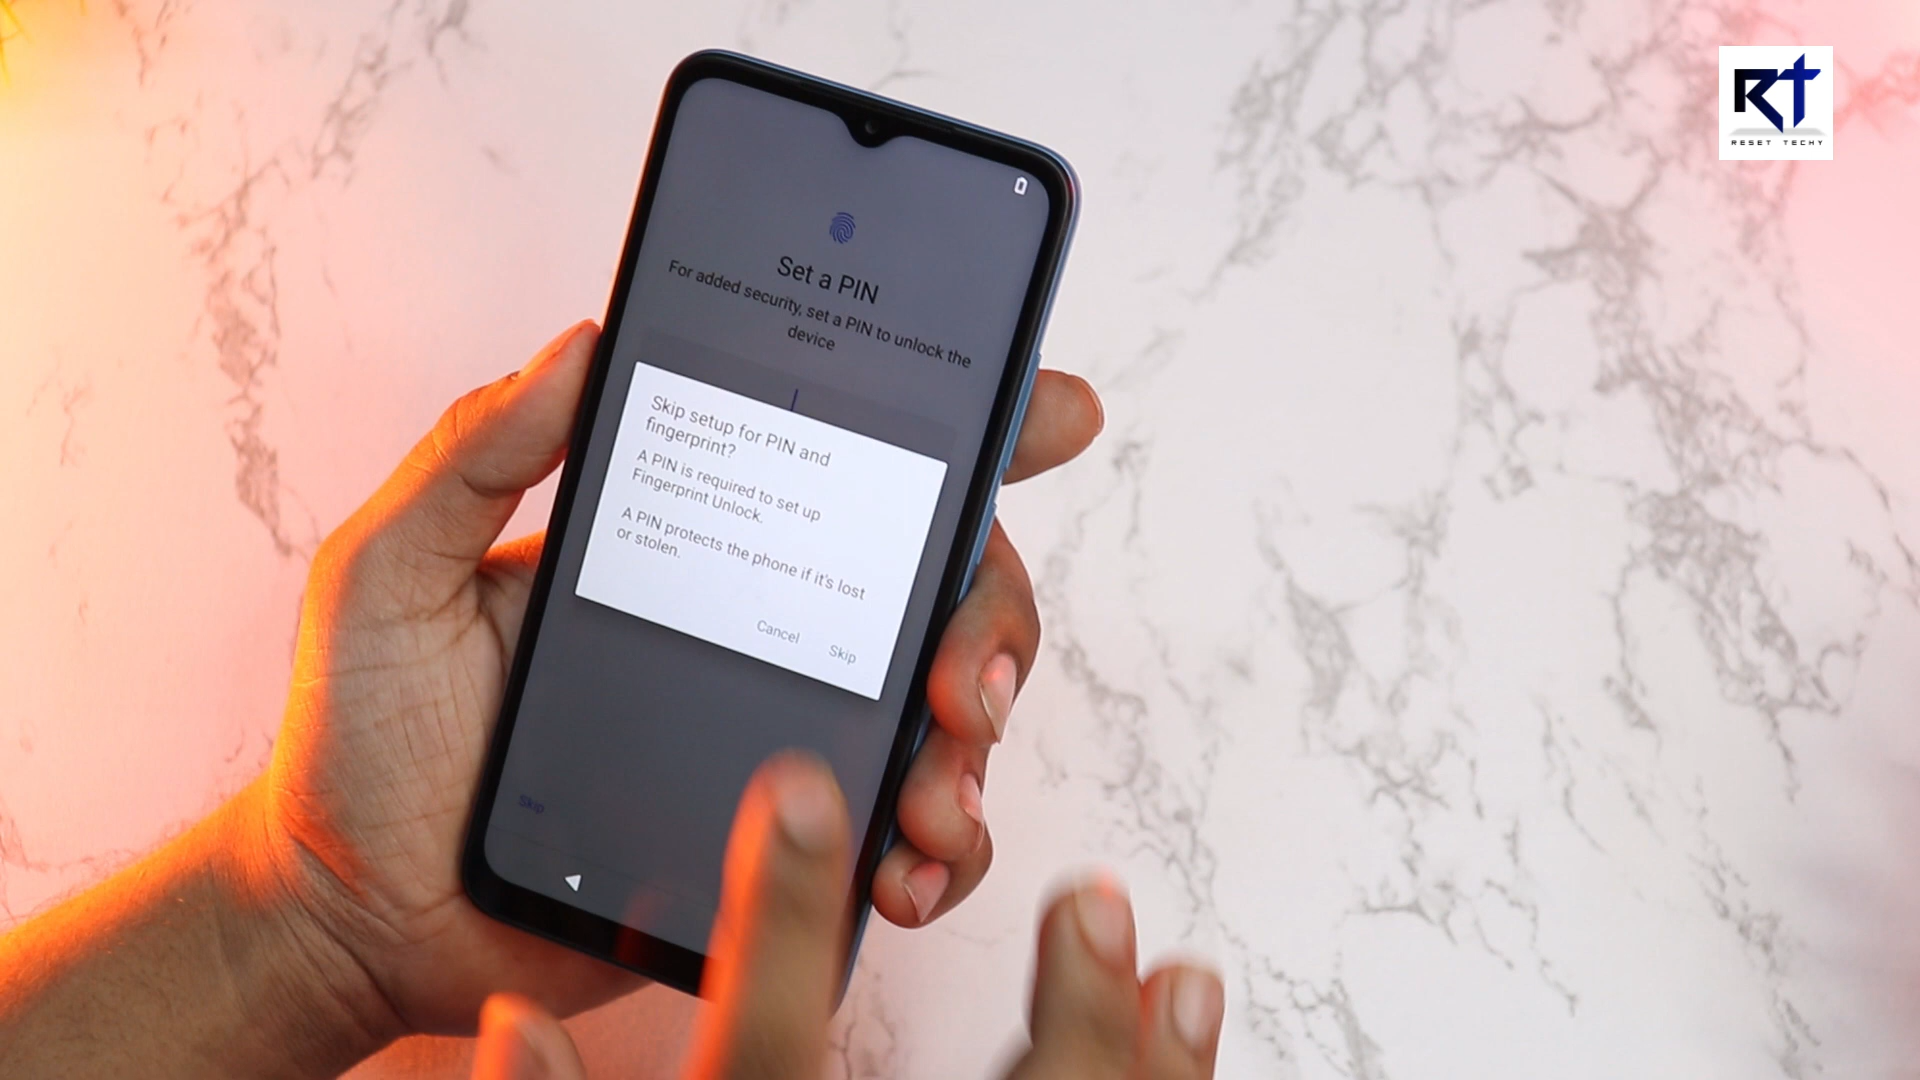 RT
RESET TECHY
Set a PIN
For added security, set a PIN to unlock the
device
Skip setup for PIN and
fingerprint?
A PIN is required to set up
Fingerprint Unlock.
A PIN protects the phone if it's lost
or stolen.
Cancel
Skip
Skip